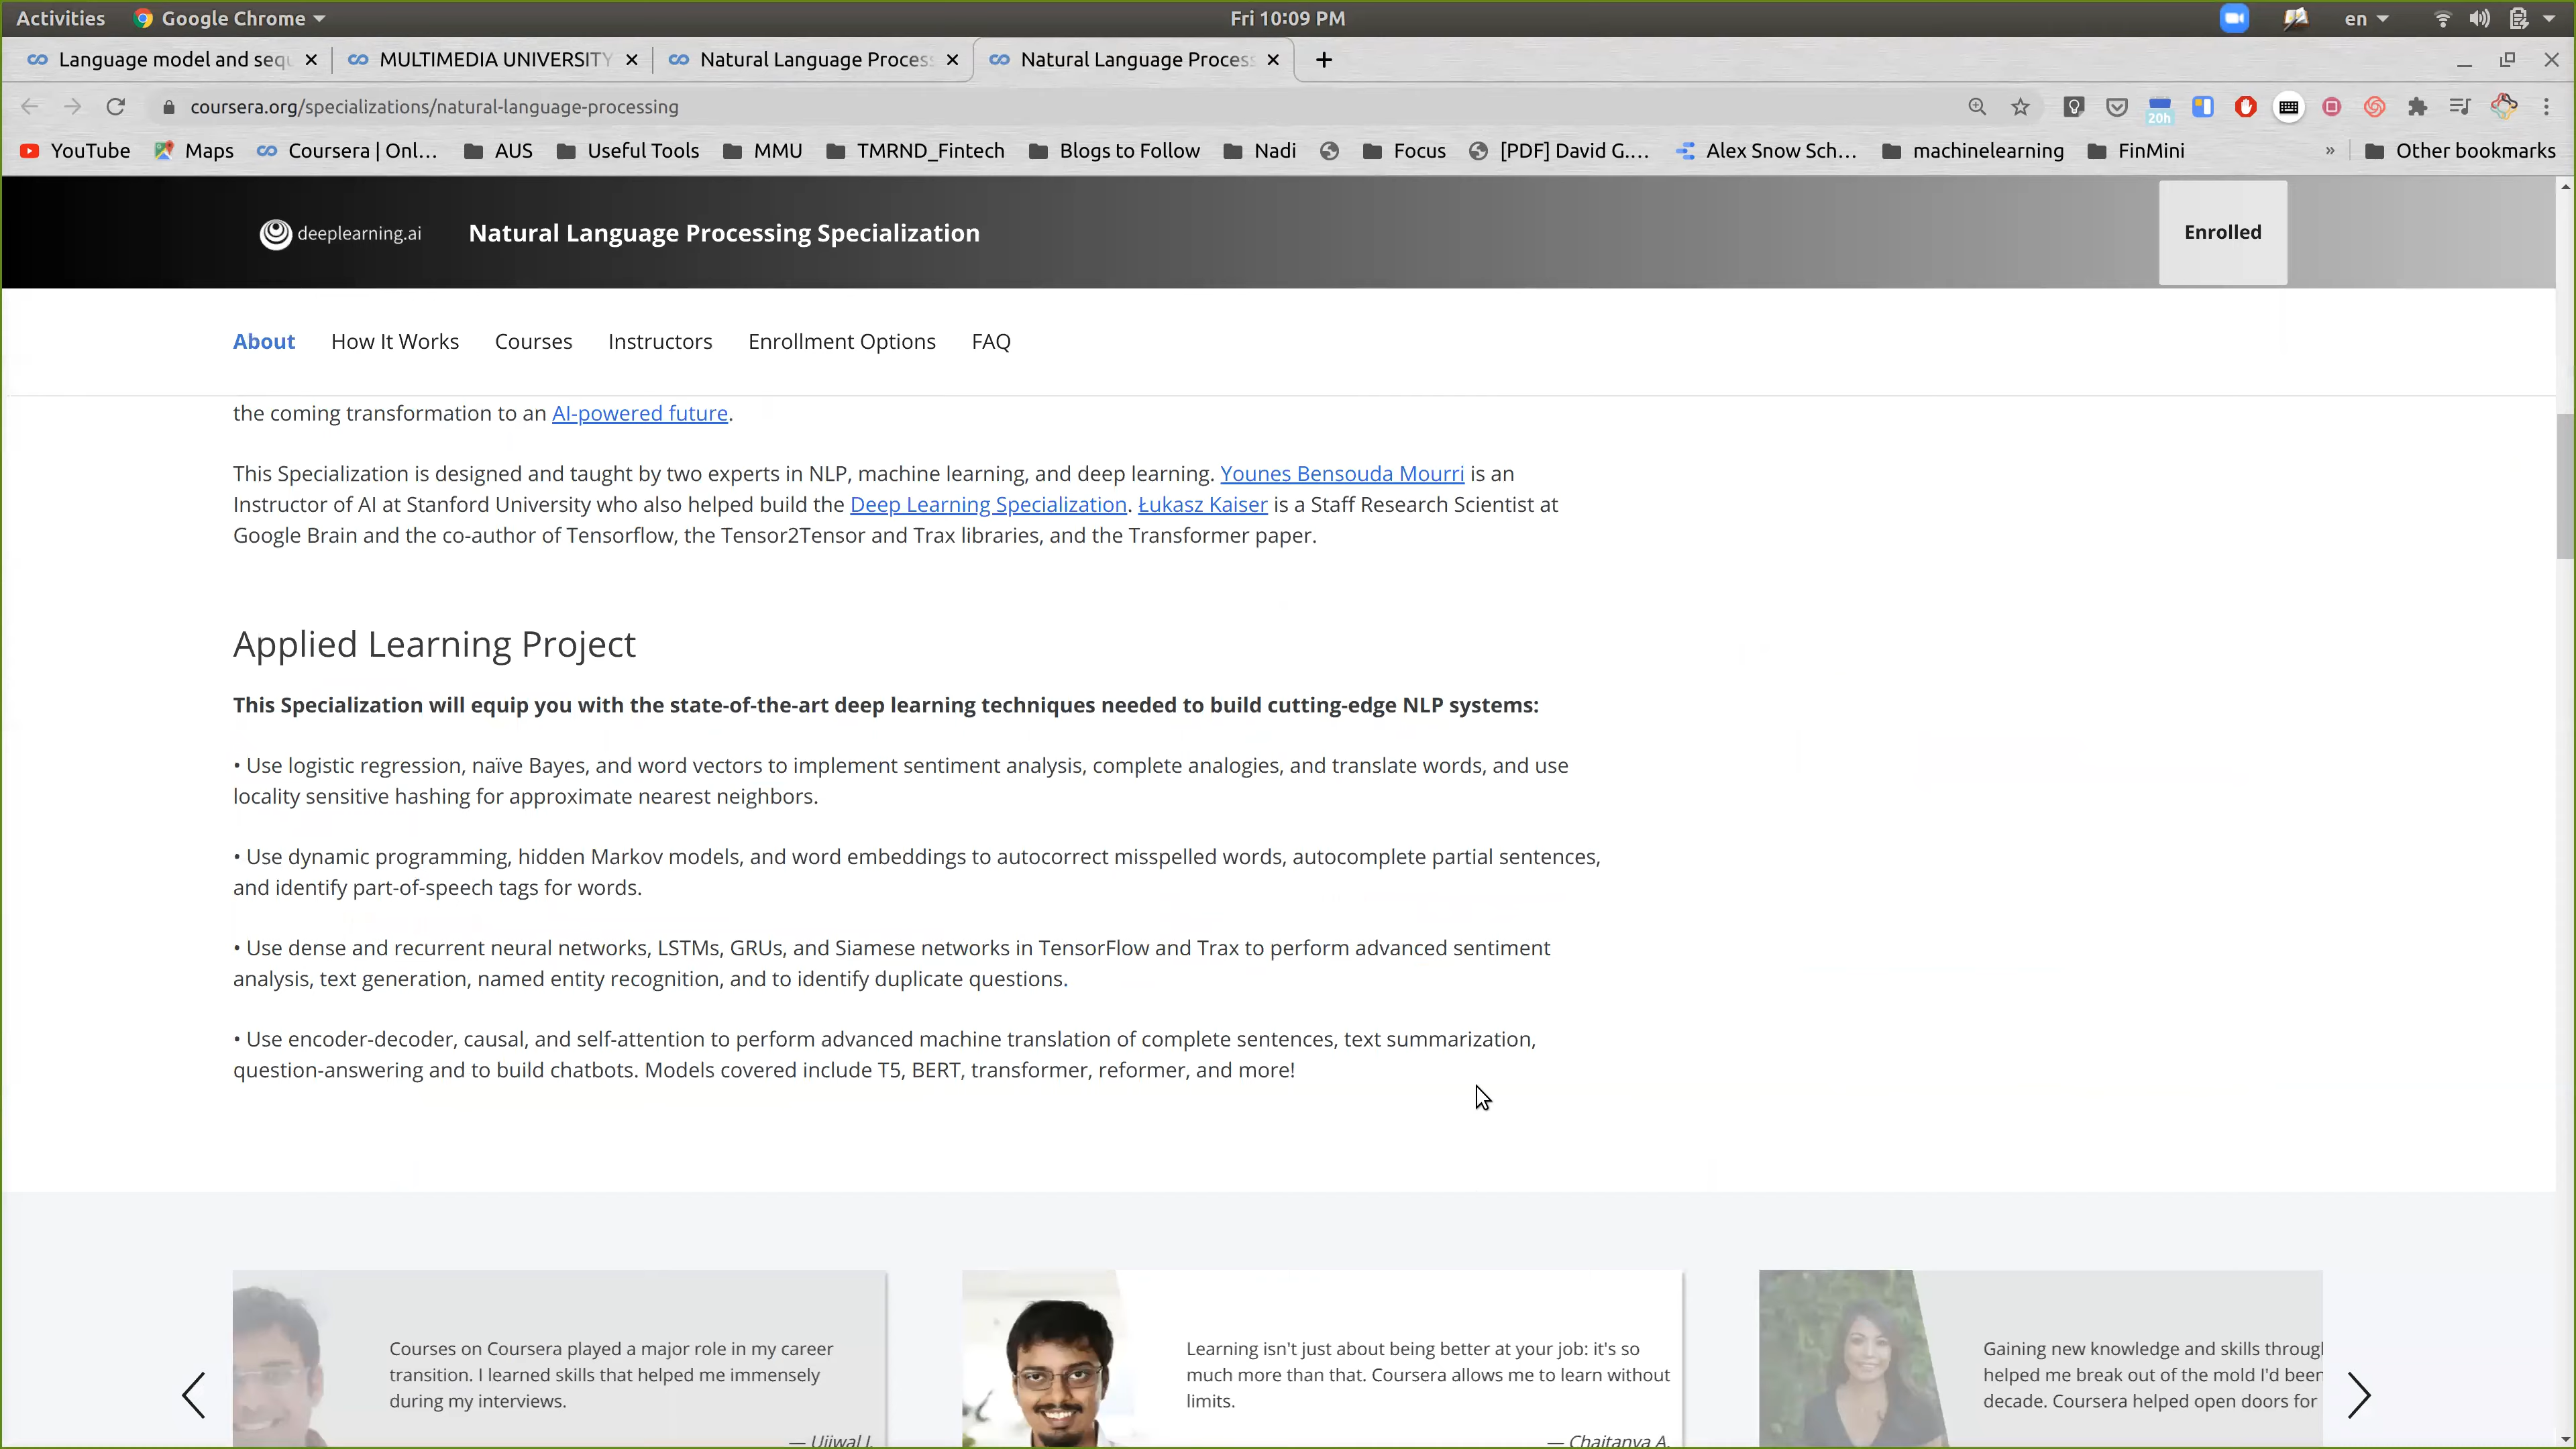 Activities Google Chrome Fri 10:09 PM en
Language model and sequ MULTIMEDIA UNIVERSITY Natural Language Process Natural Language Process
coursera.org/specializations/natural-language-processing
20h
YouTube Maps Coursera | Onl... AUS Useful Tools MMU TMRND_Fintech Blogs to Follow Nadi Focus [PDF] David G.... Alex Snow Sch... machinelearning FinMini » Other bookmarks
deeplearning.ai Natural Language Processing Specialization Enrolled
About How It Works Courses Instructors Enrollment Options FAQ
the coming transformation to an AI-powered future.
This Specialization is designed and taught by two experts in NLP, machine learning, and deep learning. Younes Bensouda Mourri is an
Instructor of AI at Stanford University who also helped build the Deep Learning Specialization. Łukasz Kaiser is a Staff Research Scientist at
Google Brain and the co-author of Tensorflow, the Tensor2Tensor and Trax libraries, and the Transformer paper.
Applied Learning Project
This Specialization will equip you with the state-of-the-art deep learning techniques needed to build cutting-edge NLP systems:
• Use logistic regression, naïve Bayes, and word vectors to implement sentiment analysis, complete analogies, and translate words, and use
locality sensitive hashing for approximate nearest neighbors.
• Use dynamic programming, hidden Markov models, and word embeddings to autocorrect misspelled words, autocomplete partial sentences,
and identify part-of-speech tags for words.
• Use dense and recurrent neural networks, LSTMs, GRUs, and Siamese networks in TensorFlow and Trax to perform advanced sentiment
analysis, text generation, named entity recognition, and to identify duplicate questions.
• Use encoder-decoder, causal, and self-attention to perform advanced machine translation of complete sentences, text summarization,
question-answering and to build chatbots. Models covered include T5, BERT, transformer, reformer, and more!
Courses on Coursera played a major role in my career
transition. I learned skills that helped me immensely
during my interviews.
— Ujjwal J.
Learning isn't just about being better at your job: it's so
much more than that. Coursera allows me to learn without
limits.
— Chaitanya A.
Gaining new knowledge and skills through
helped me break out of the mold I'd been
decade. Coursera helped open doors for